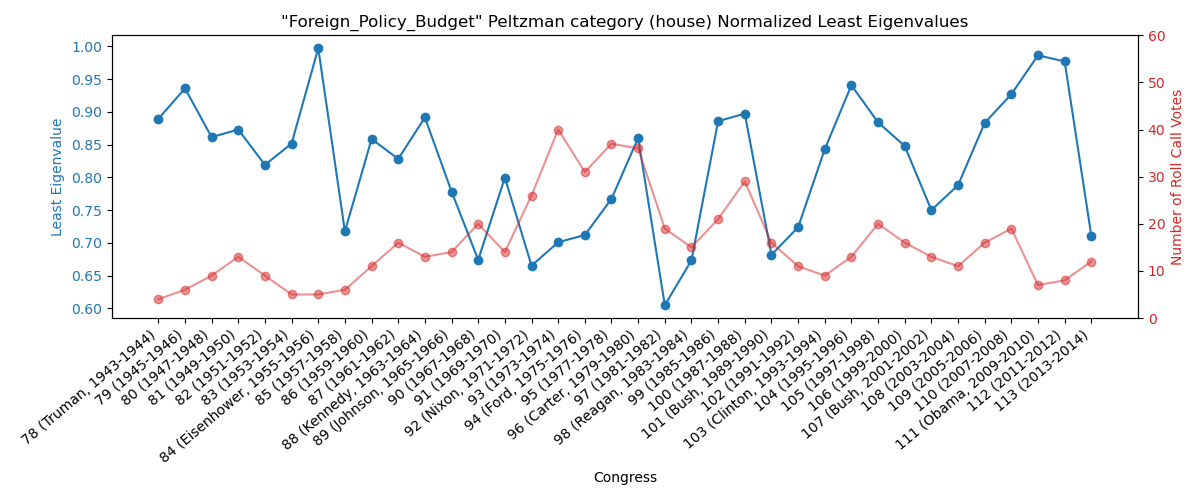 "Foreign_Policy_Budget" Peltzman category (house) Normalized Least Eigenvalues
Least Eigenvalue
1.00
0.95
0.90
0.85
0.80
0.75
0.70
0.65
0.60
60
50
40
30
20
10
0
Number of Roll Call Votes
78 (Truman, 1943-1944)
79 (1945-1946)
80 (1947-1948)
81 (1949-1950)
82 (1951-1952)
83 (1953-1954)
84 (Eisenhower, 1955-1956)
85 (1957-1958)
86 (1959-1960)
87 (1961-1962)
88 (Kennedy, 1963-1964)
89 (Johnson, 1965-1966)
90 (1967-1968)
91 (1969-1970)
92 (Nixon, 1971-1972)
93 (1973-1974)
94 (Ford, 1975-1976)
95 (1977-1978)
96 (Carter, 1979-1980)
97 (1981-1982)
98 (Reagan, 1983-1984)
99 (1985-1986)
100 (1987-1988)
101 (Bush, 1989-1990)
102 (1991-1992)
103 (Clinton, 1993-1994)
104 (1995-1996)
105 (1997-1998)
106 (1999-2000)
107 (Bush, 2001-2002)
108 (2003-2004)
109 (2005-2006)
110 (2007-2008)
111 (Obama, 2009-2010)
112 (2011-2012)
113 (2013-2014)
Congress